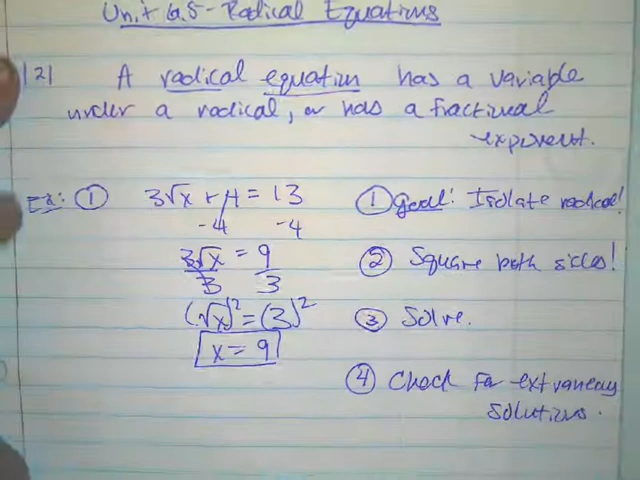 Unit 6.5 - Radical Equations
121 A radical equation has a variable
under a radical, or has a fractional
exponent.
Ex: ① 3√x + 4 = 13 ① Goal: Isolate radical!
-4 -4
3√x = 9 ② Square both sides!
3 3
(√x)² = (3)² ③ Solve.
x = 9
④ Check for extraneous
solutions.